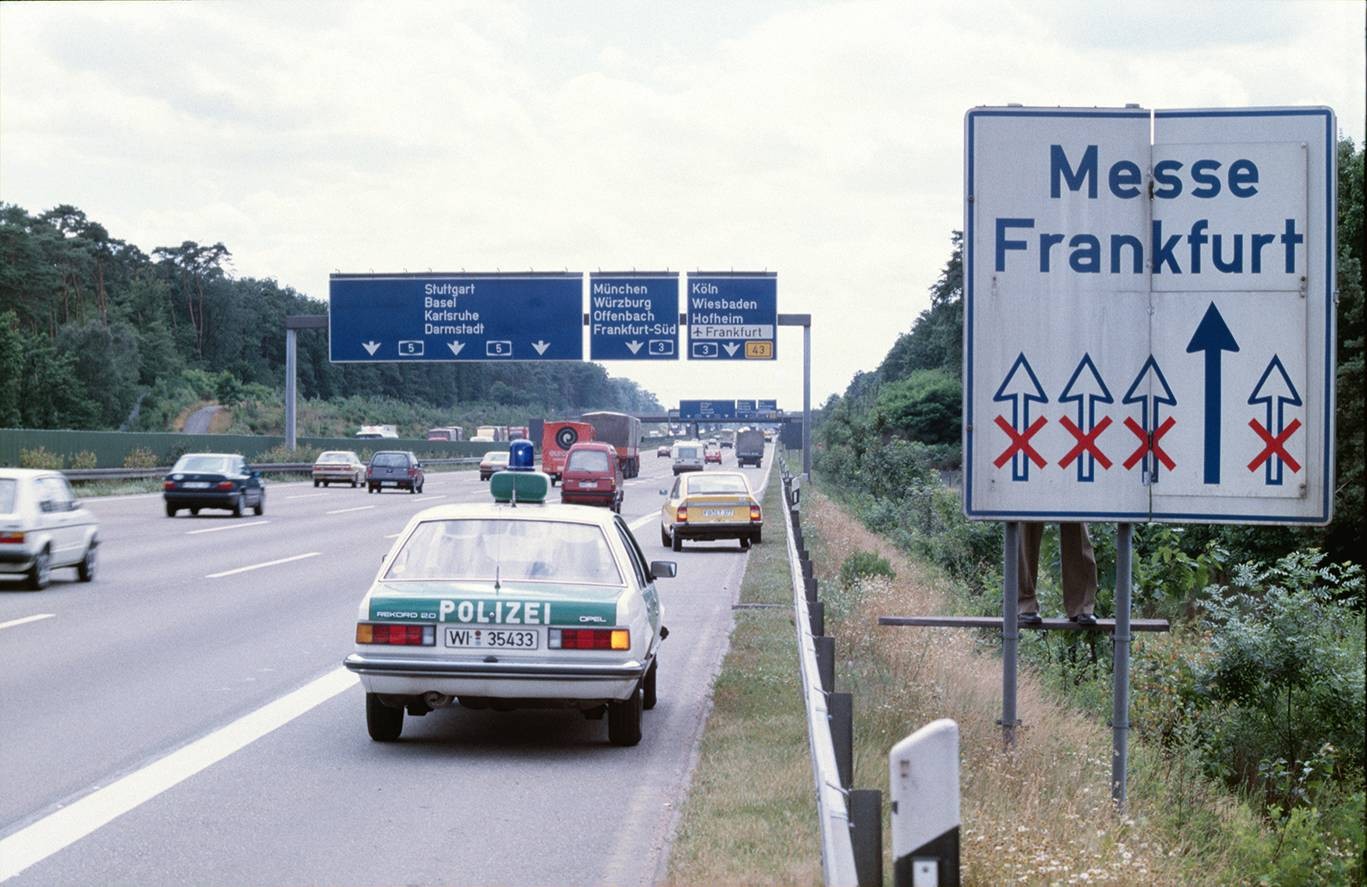 Messe
Frankfurt
Stuttgart
Basel
Karlsruhe
Darmstadt
5
5
München
Würzburg
Offenbach
Frankfurt-Süd
3
Köln
Wiesbaden
Hofheim
Frankfurt
3
43
REKORD 2.0
POLIZEI
OPEL
WI 35433